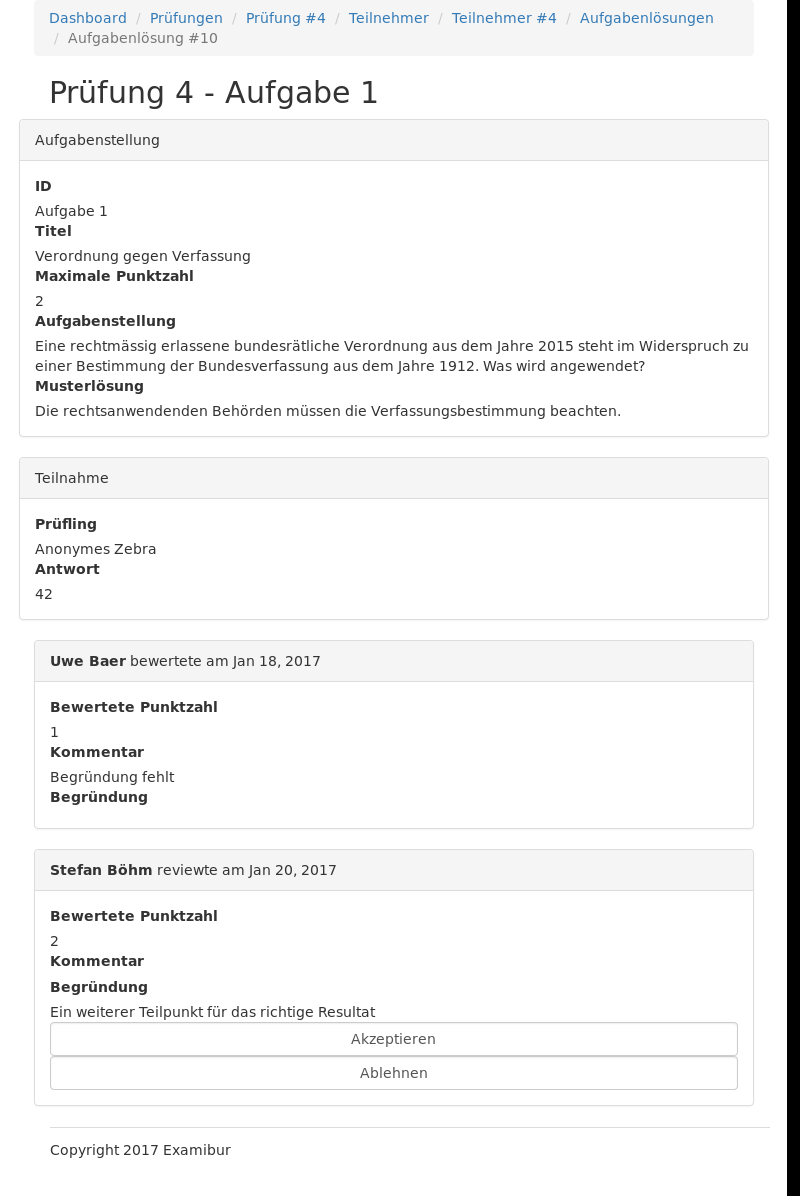 Dashboard / Prüfungen / Prüfung #4 / Teilnehmer / Teilnehmer #4 / Aufgabenlösungen
/ Aufgabenlösung #10
Prüfung 4 - Aufgabe 1
Aufgabenstellung
ID
Aufgabe 1
Titel
Verordnung gegen Verfassung
Maximale Punktzahl
2
Aufgabenstellung
Eine rechtmässig erlassene bundesrätliche Verordnung aus dem Jahre 2015 steht im Widerspruch zu
einer Bestimmung der Bundesverfassung aus dem Jahre 1912. Was wird angewendet?
Musterlösung
Die rechtsanwendenden Behörden müssen die Verfassungsbestimmung beachten.
Teilnahme
Prüfling
Anonymes Zebra
Antwort
42
Uwe Baer bewertete am Jan 18, 2017
Bewertete Punktzahl
1
Kommentar
Begründung fehlt
Begründung
Stefan Böhm reviewte am Jan 20, 2017
Bewertete Punktzahl
2
Kommentar
Begründung
Ein weiterer Teilpunkt für das richtige Resultat
Akzeptieren
Ablehnen
Copyright 2017 Examibur